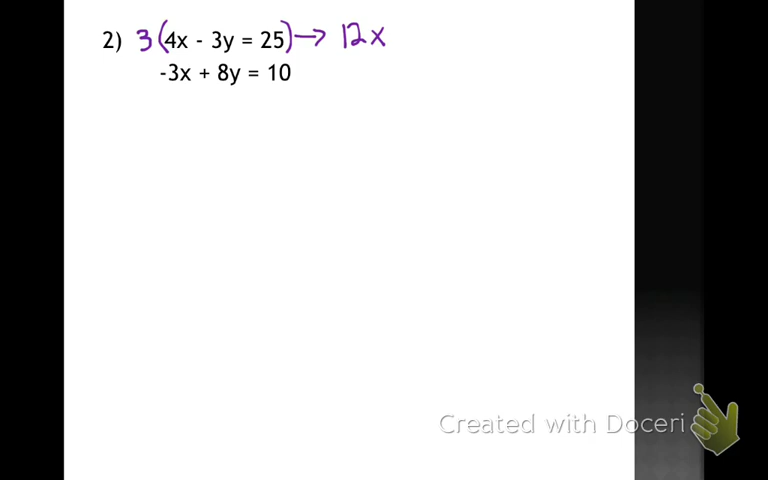 2) 3(4x - 3y = 25) → 12x
-3x + 8y = 10
Created with Doceri